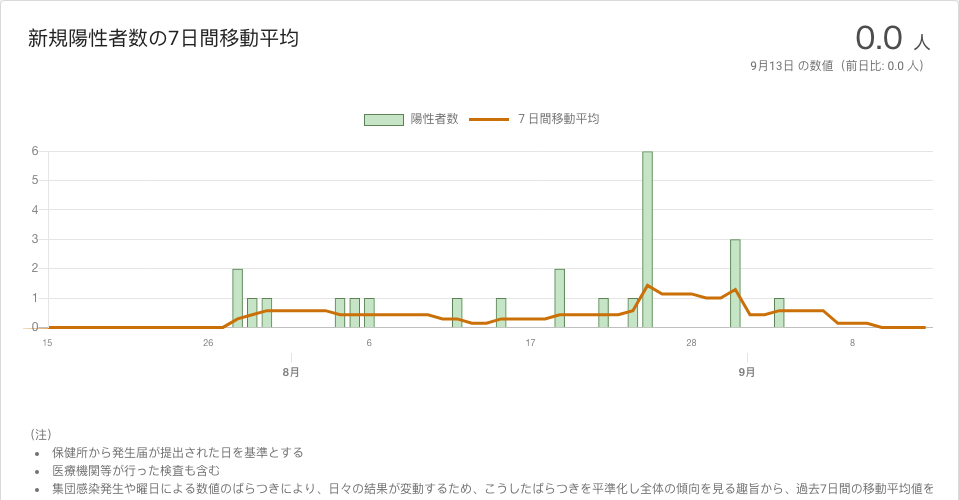 新規陽性者数の7日間移動平均
0.0 人
9月13日 の数値（前日比: 0.0 人）
陽性者数 7 日間移動平均
6
5
4
3
2
1
0
15 26 6 17 28 8
8月 9月
（注）
• 保健所から発生届が提出された日を基準とする
• 医療機関等が行った検査も含む
• 集団感染発生や曜日による数値のばらつきにより、日々の結果が変動するため、こうしたばらつきを平準化し全体の傾向を見る趣旨から、過去7日間の移動平均値を